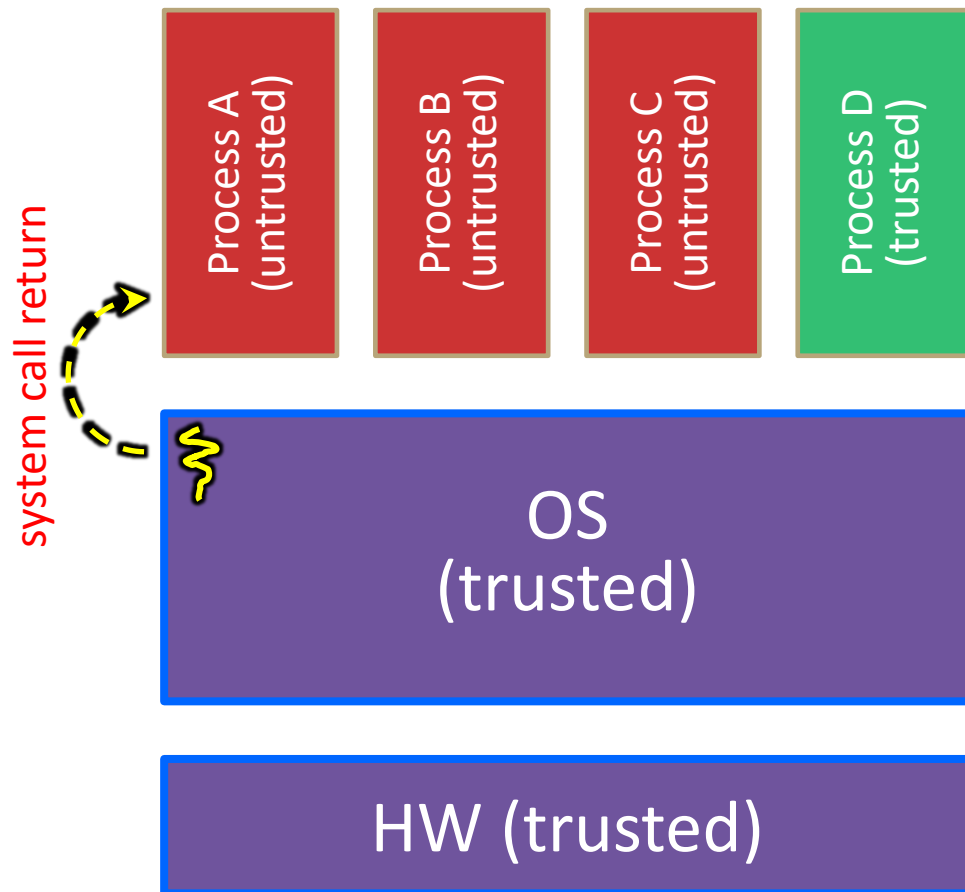 Process A
(untrusted)
Process B
(untrusted)
Process C
(untrusted)
Process D
(trusted)
system call return
OS
(trusted)
HW (trusted)